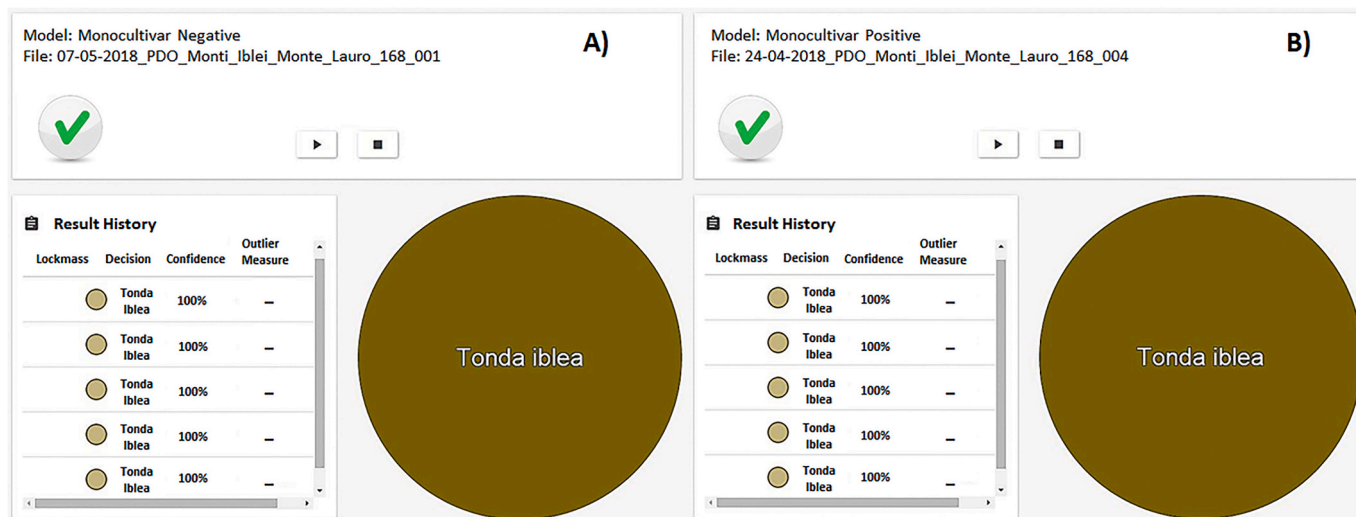 Model: Monocultivar Negative
File: 07-05-2018_PDO_Monti_Iblei_Monte_Lauro_168_001
A)
Result History
Lockmass Decision Confidence Outlier
Measure
Tonda
Iblea 100% –
Tonda
Iblea 100% –
Tonda
Iblea 100% –
Tonda
Iblea 100% –
Tonda
Iblea 100% –
Tonda iblea
Model: Monocultivar Positive
File: 24-04-2018_PDO_Monti_Iblei_Monte_Lauro_168_004
B)
Result History
Lockmass Decision Confidence Outlier
Measure
Tonda
Iblea 100% –
Tonda
Iblea 100% –
Tonda
Iblea 100% –
Tonda
Iblea 100% –
Tonda
Iblea 100% –
Tonda iblea